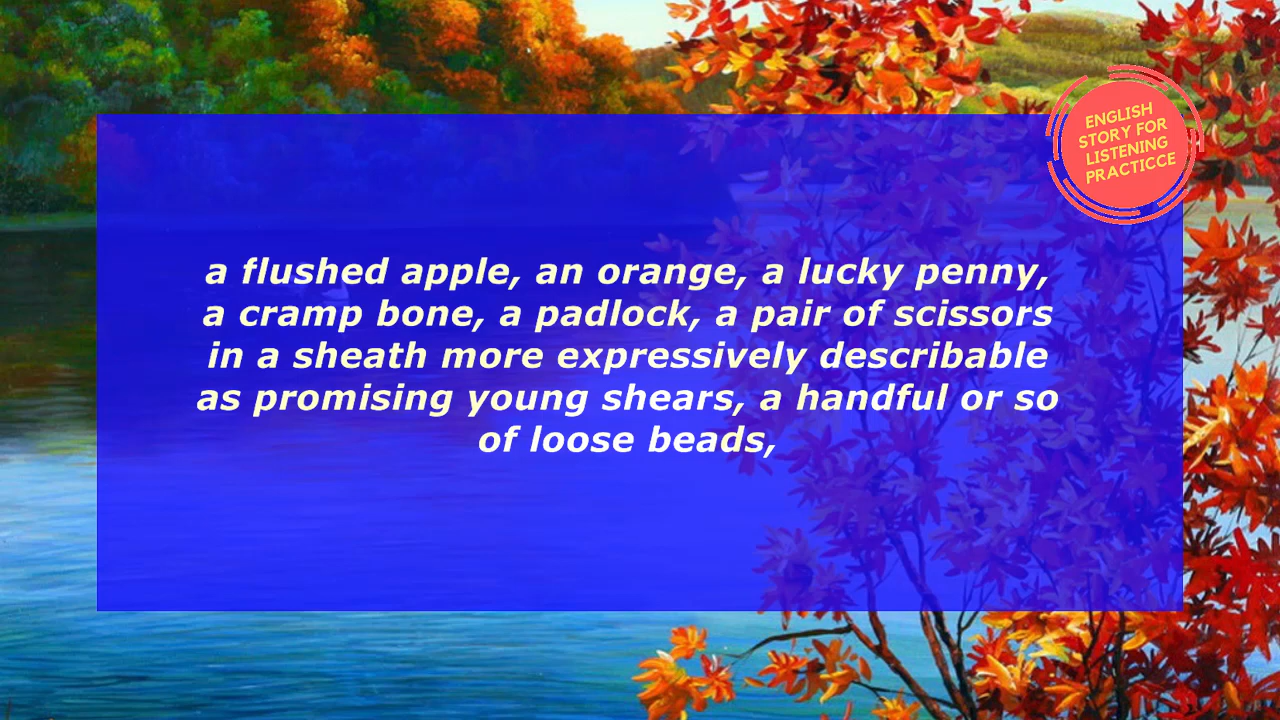 ENGLISH
STORY FOR
LISTENING
PRACTICCE
a flushed apple, an orange, a lucky penny,
a cramp bone, a padlock, a pair of scissors
in a sheath more expressively describable
as promising young shears, a handful or so
of loose beads,